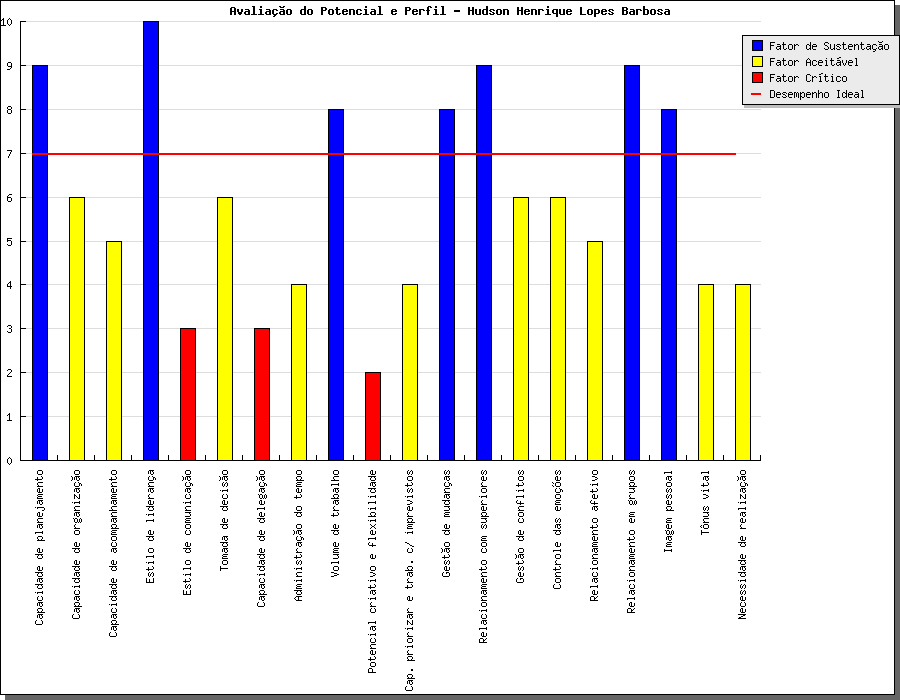 Avaliação do Potencial e Perfil - Hudson Henrique Lopes Barbosa
10
9
8
7
6
5
4
3
2
1
0
Fator de Sustentação
Fator Aceitável
Fator Crítico
Desempenho Ideal
Capacidade de planejamento
Capacidade de organização
Capacidade de acompanhamento
Estilo de liderança
Estilo de comunicação
Tomada de decisão
Capacidade de delegação
Administração do tempo
Volume de trabalho
Potencial criativo e flexibilidade
Cap. priorizar e trab. c/ imprevistos
Gestão de mudanças
Relacionamento com superiores
Gestão de conflitos
Controle das emoções
Relacionamento afetivo
Relacionamento em grupos
Imagem pessoal
Tônus vital
Necessidade de realização